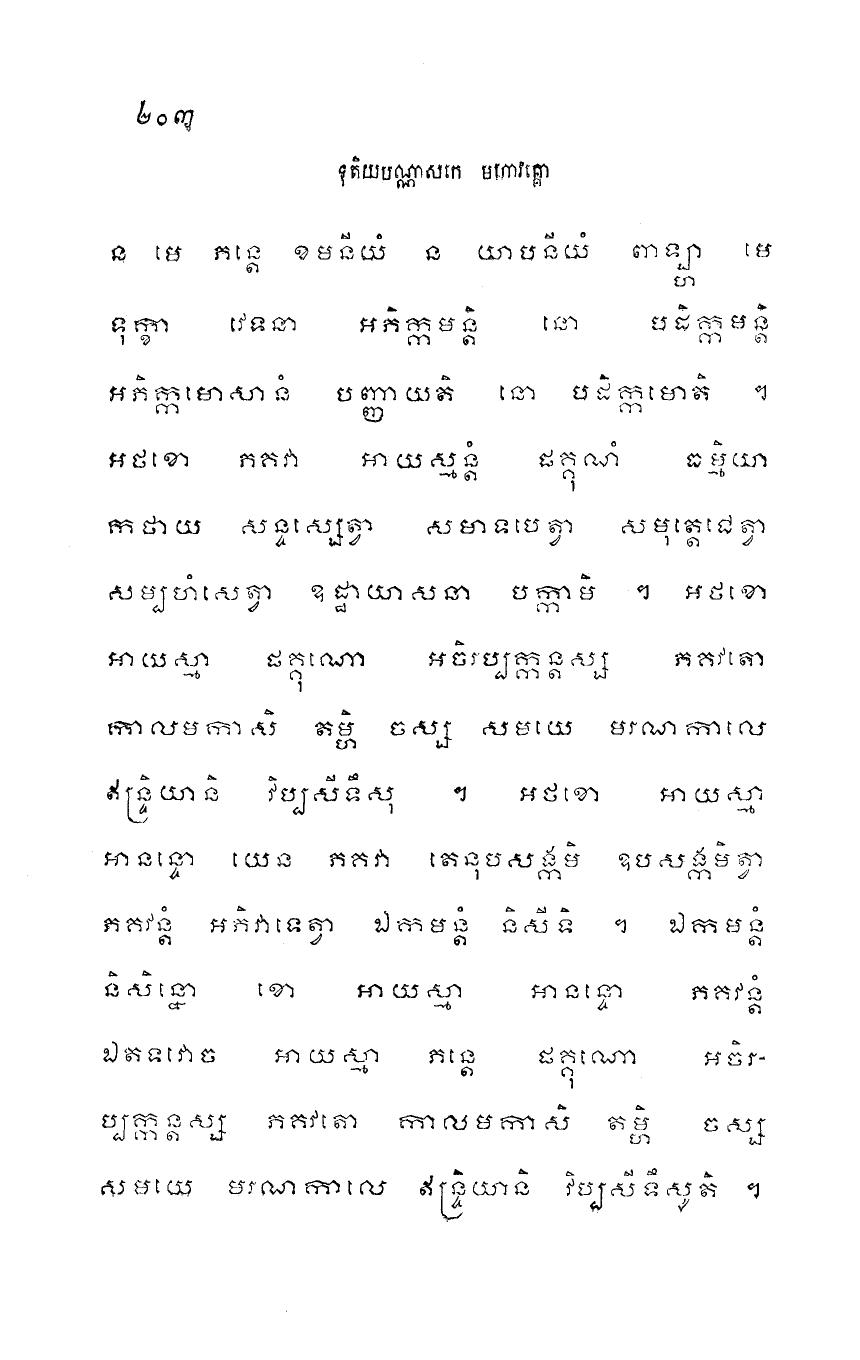 ២០៣
ទុតិយបណ្ណាសកេ មហាវគ្គោ
ន មេ ភន្តេ ខមនីយំ ន យាបនីយំ ពាឡ្ហា មេ
ទុក្ខា វេទនា អភិក្កមន្តិ នោ បដិក្កមន្តិ
អភិក្កមោសានំ បញ្ញាយតិ នោ បដិក្កមោតិ ។
អថខោ ភគវា អាយស្មន្តំ ផគ្គុណំ ធម្មិយា
កថាយ សន្ទស្សេត្វា សមាទបេត្វា សមុត្តេជេត្វា
សម្បហំសេត្វា ឧដ្ឋាយាសនា បក្កាមិ ។ អថខោ
អាយស្មា ផគ្គុណោ អចិរប្បក្កន្តស្ស ភគវតោ
កាលមកាសិ តម្ហិ ចស្ស សមយេ មរណកាលេ
ឥន្ទ្រិយានិ វិប្បសីទឹសុ ។ អថខោ អាយស្មា
អានន្ទោ យេន ភគវា តេនុបសង្កមិ ឧបសង្កមិត្វា
ភគវន្តំ អភិវាទេត្វា ឯកមន្តំ និសីទិ ។ ឯកមន្តំ
និសិន្នោ ខោ អាយស្មា អានន្ទោ ភគវន្តំ
ឯតទវោច អាយស្មា ភន្តេ ផគ្គុណោ អចិរ-
ប្បក្កន្តស្ស ភគវតោ កាលមកាសិ តម្ហិ ចស្ស
សមយេ មរណកាលេ ឥន្ទ្រិយានិ វិប្បសីទឹសូតិ ។